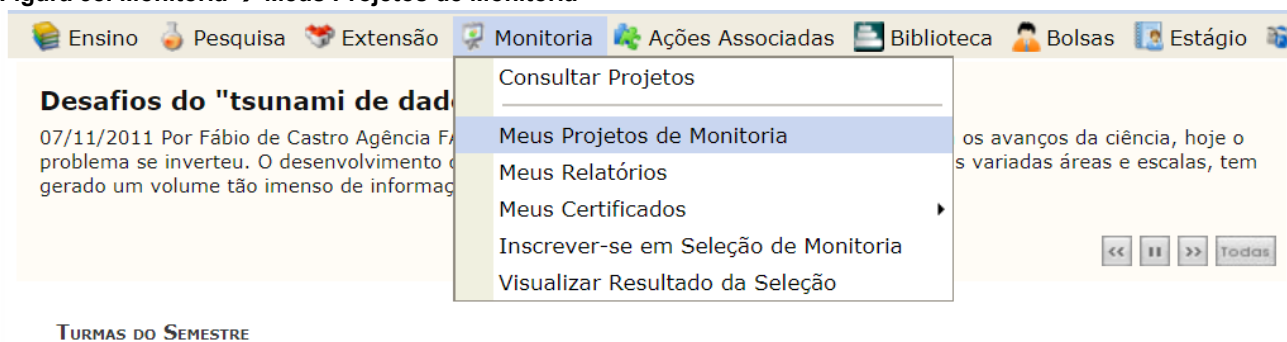 Ensino Pesquisa Extensão Monitoria Ações Associadas Biblioteca Bolsas Estágio
Consultar Projetos
Meus Projetos de Monitoria
Meus Relatórios
Meus Certificados
Inscrever-se em Seleção de Monitoria
Visualizar Resultado da Seleção
Desafios do "tsunami de
07/11/2011 Por Fábio de Castro Agência os avanços da ciência, hoje o
problema se inverteu. O desenvolvimento variadas áreas e escalas, tem
gerado um volume tão imenso de
<< >> Todas
Turmas do Semestre